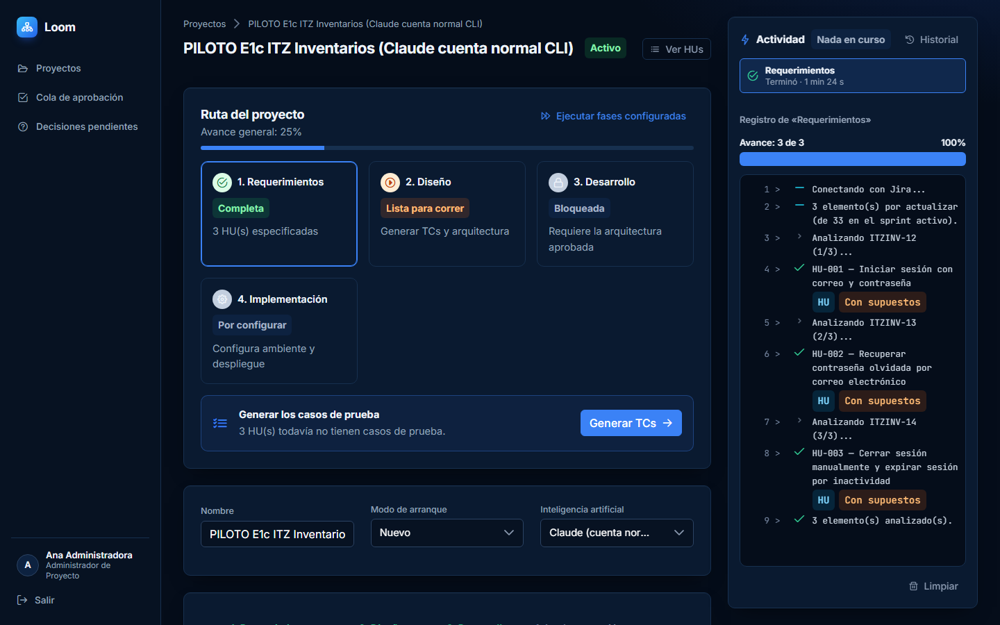 Loom
Proyectos
Cola de aprobación
Decisiones pendientes
A
Ana Administradora
Administrador de
Proyecto
Salir
Proyectos
PILOTO E1c ITZ Inventarios (Claude cuenta normal CLI)
PILOTO E1c ITZ Inventarios (Claude cuenta normal CLI)
Activo
Ver HUs
Ruta del proyecto
Avance general: 25%
Ejecutar fases configuradas
1. Requerimientos
Completa
3 HU(s) especificadas
2. Diseño
Lista para correr
Generar TCs y arquitectura
3. Desarrollo
Bloqueada
Requiere la arquitectura
aprobada
4. Implementación
Por configurar
Configura ambiente y
despliegue
Generar los casos de prueba
3 HU(s) todavía no tienen casos de prueba.
Generar TCs
Nombre
PILOTO E1c ITZ Inventario
Modo de arranque
Nuevo
Inteligencia artificial
Claude (cuenta nor...
Actividad
Nada en curso
Historial
Requerimientos
Terminó · 1 min 24 s
Registro de «Requerimientos»
Avance: 3 de 3
100%
1 > Conectando con Jira...
2 > 3 elemento(s) por actualizar
(de 33 en el sprint activo).
3 > Analizando ITZINV-12
(1/3)...
4 > HU-001 — Iniciar sesión con
correo y contraseña
HU Con supuestos
5 > Analizando ITZINV-13
(2/3)...
6 > HU-002 — Recuperar
contraseña olvidada por
correo electrónico
HU Con supuestos
7 > Analizando ITZINV-14
(3/3)...
8 > HU-003 — Cerrar sesión
manualmente y expirar sesión
por inactividad
HU Con supuestos
9 > 3 elemento(s) analizado(s).
Limpiar